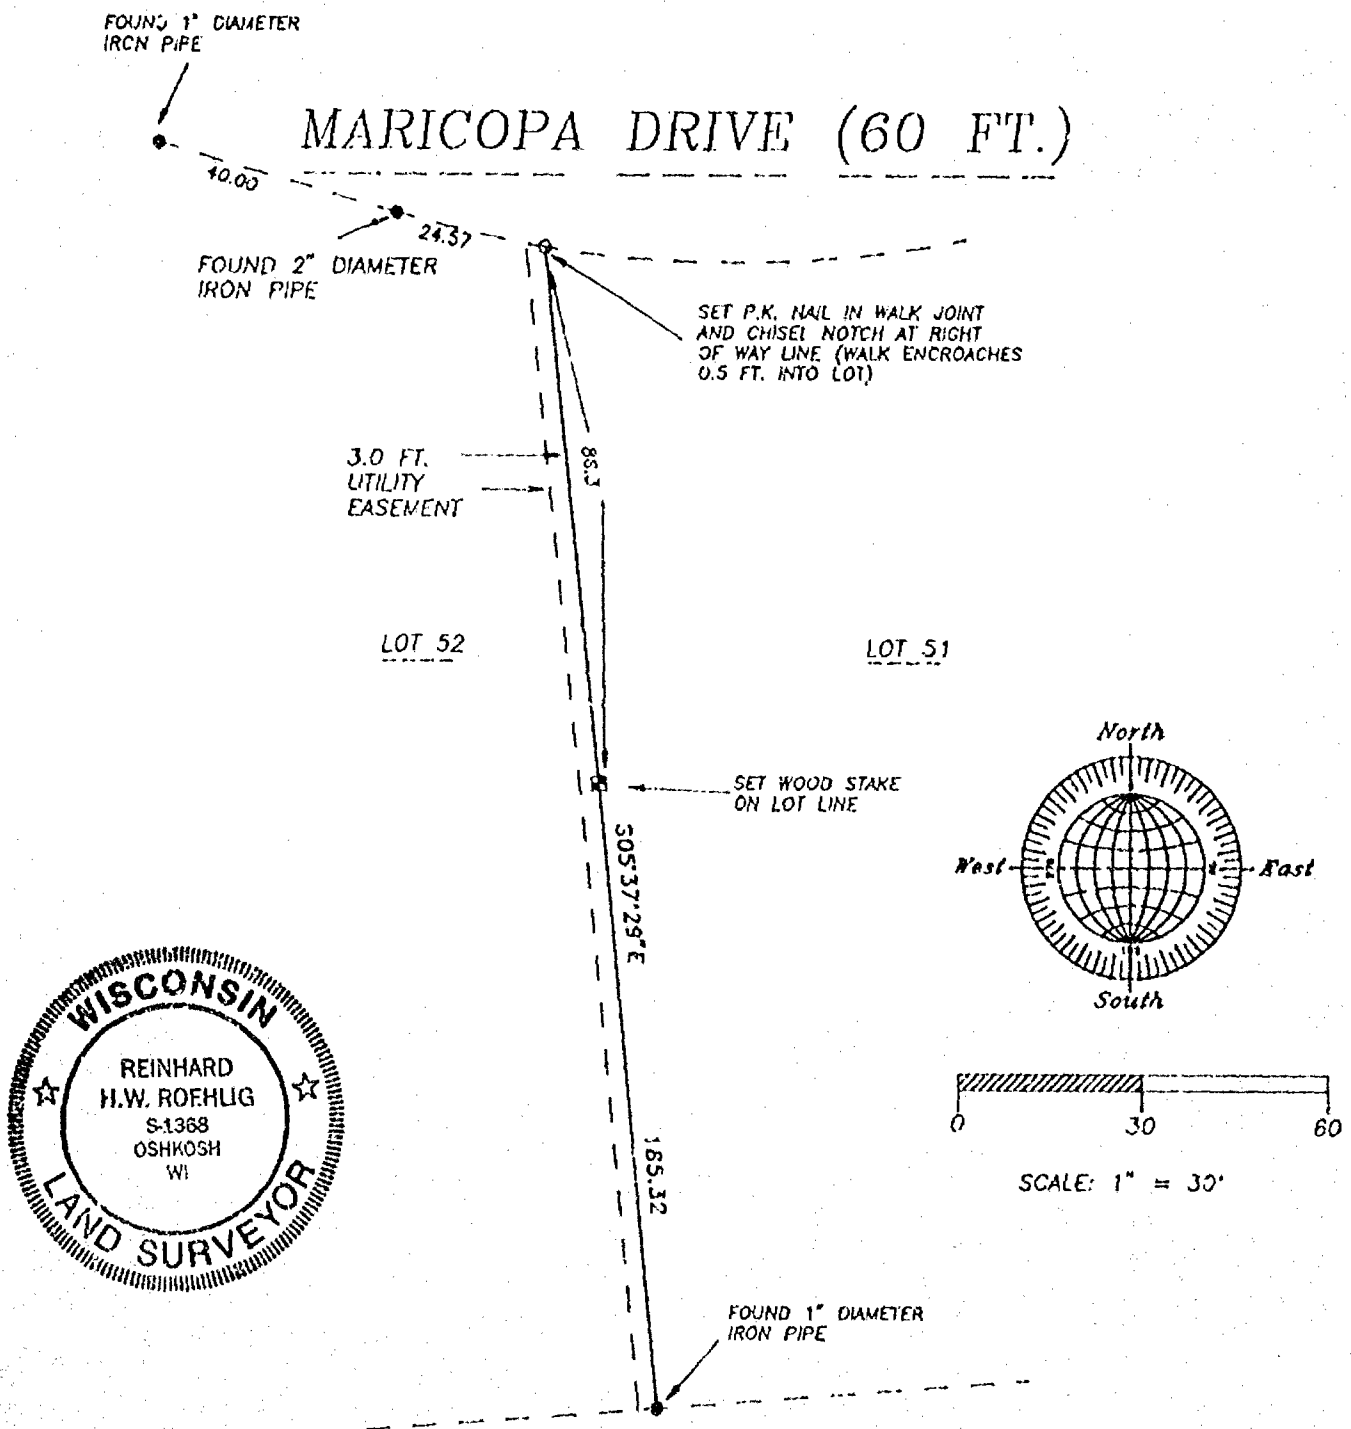 FOUND 1" DIAMETER
IRON PIPE
MARICOPA DRIVE (60 FT.)
40.00
24.57
FOUND 2" DIAMETER
IRON PIPE
SET P.K. NAIL IN WALK JOINT
AND CHISEL NOTCH AT RIGHT
OF WAY LINE (WALK ENCROACHES
0.5 FT. INTO LOT)
85.3
3.0 FT.
UTILITY
EASEMENT
LOT 52
LOT 51
SET WOOD STAKE
ON LOT LINE
S05°37'29"E
185.32
North
West
East
South
0 30 60
SCALE: 1" = 30'
WISCONSIN
REINHARD
H.W. ROEHLIG
S-1368
OSHKOSH
WI
LAND SURVEYOR
FOUND 1" DIAMETER
IRON PIPE